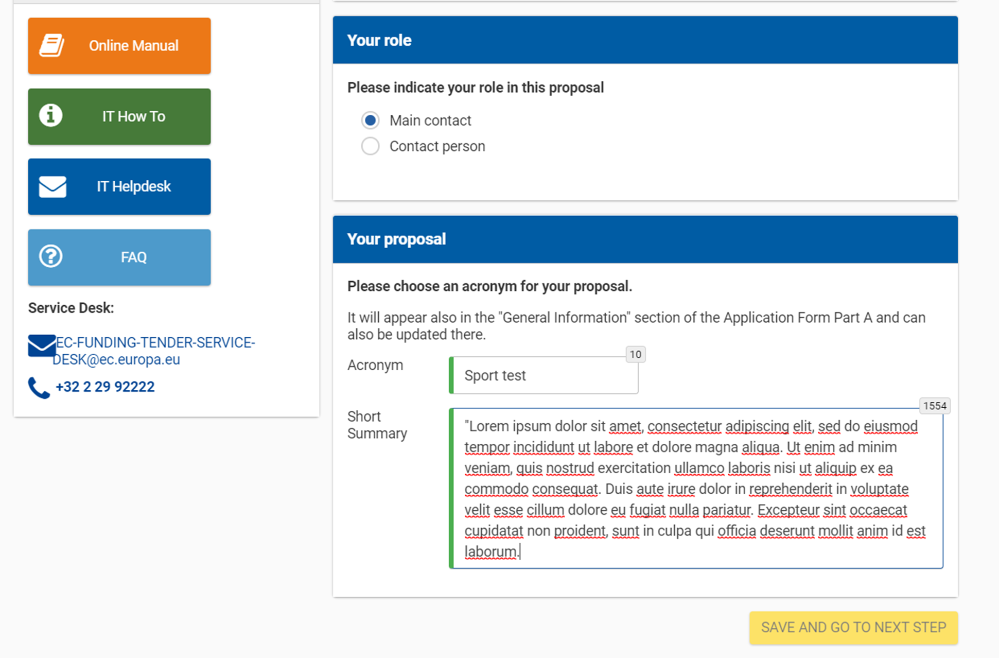 Online Manual
IT How To
IT Helpdesk
FAQ
Service Desk:
EC-FUNDING-TENDER-SERVICE-
DESK@ec.europa.eu
+32 2 29 92222
Your role
Please indicate your role in this proposal
Main contact
Contact person
Your proposal
Please choose an acronym for your proposal.
It will appear also in the "General Information" section of the Application Form Part A and can
also be updated there.
10
Acronym
Sport test
1554
Short
Summary
"Lorem ipsum dolor sit amet, consectetur adipiscing elit, sed do eiusmod
tempor incididunt ut labore et dolore magna aliqua. Ut enim ad minim
veniam, quis nostrud exercitation ullamco laboris nisi ut aliquip ex ea
commodo consequat. Duis aute irure dolor in reprehenderit in voluptate
velit esse cillum dolore eu fugiat nulla pariatur. Excepteur sint occaecat
cupidatat non proident, sunt in culpa qui officia deserunt mollit anim id est
laborum.
SAVE AND GO TO NEXT STEP